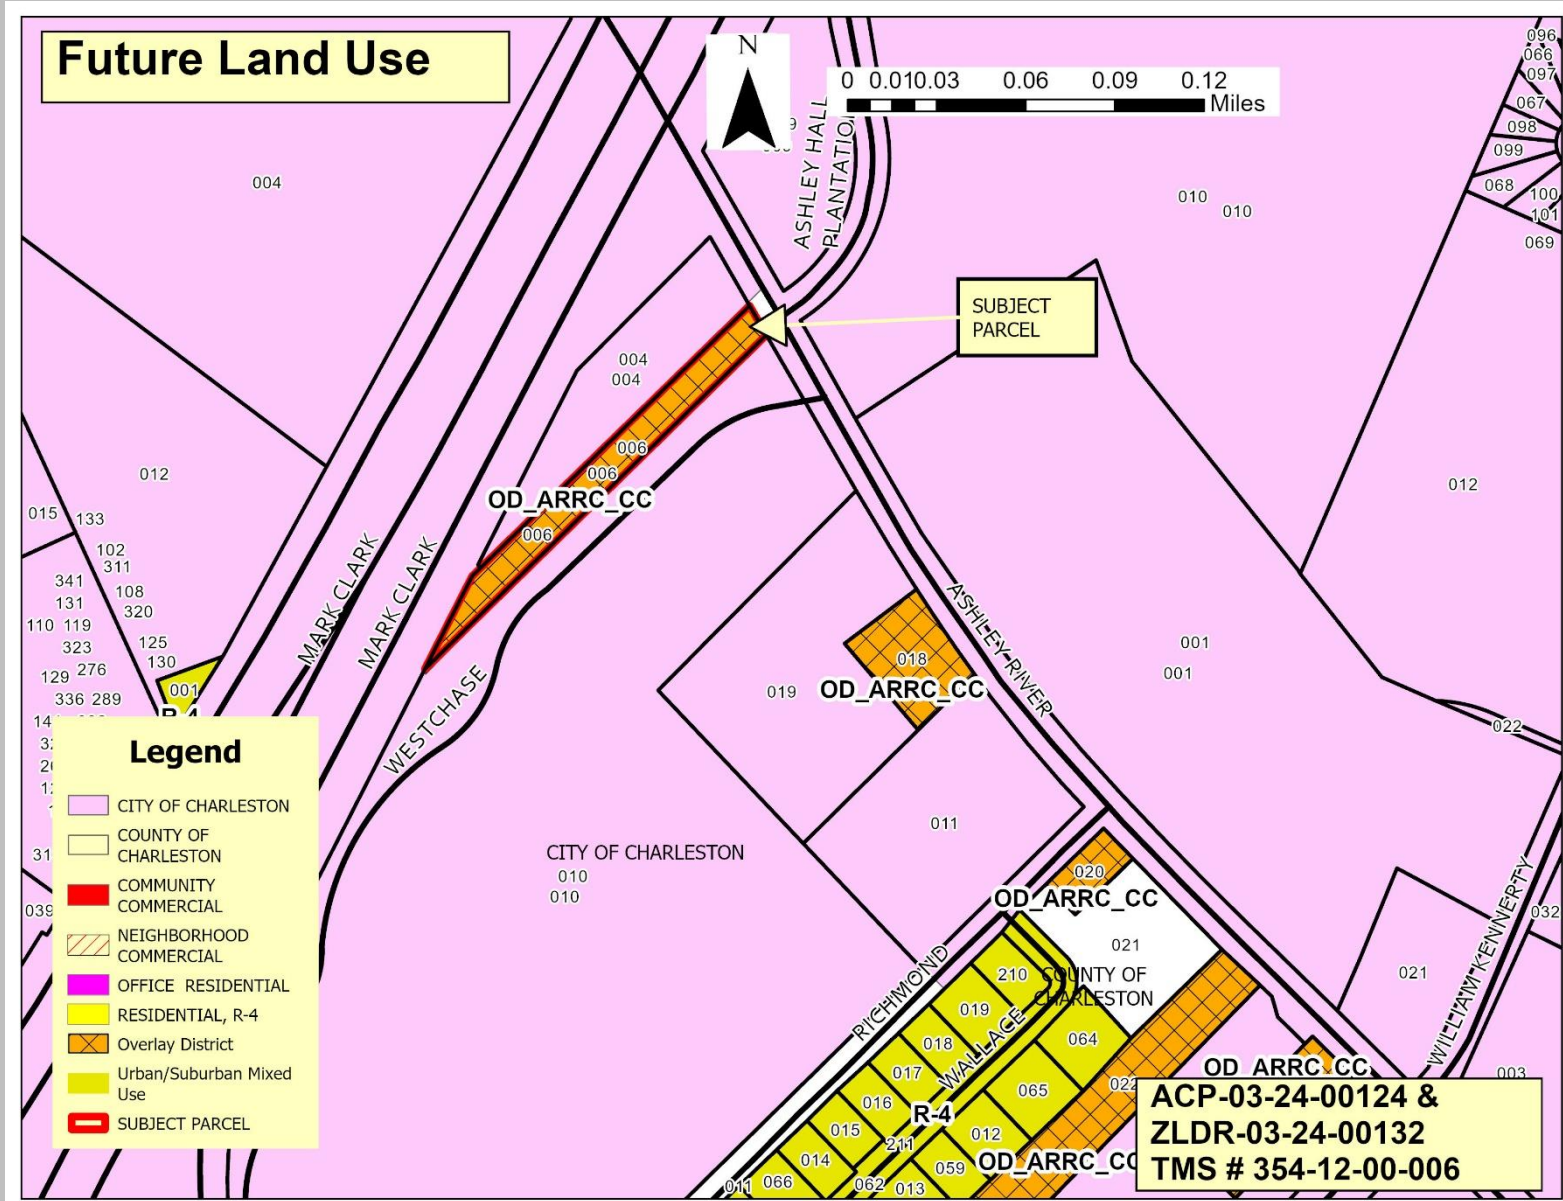 Future Land Use
N
0 0.01 0.03 0.06 0.09 0.12
Miles
096
066
097
067
098
099
068
100
101
069
004
ASHLEY HALL
PLANTATION
010
010
SUBJECT
PARCEL
004
004
006
006
OD_ARRC_CC
006
012
015
133
102
311
341
108
131
320
110
119
323
125
130
129
276
336
289
001
R-4
MARK CLARK
MARK CLARK
WESTCHASE
012
ASHLEY RIVER
018
OD_ARRC_CC
019
001
001
022
011
CITY OF CHARLESTON
010
010
020
OD_ARRC_CC
021
COUNTY OF
CHARLESTON
210
019
018
017
016
015
014
066
011
RICHMOND
WALLACE
064
065
022
R-4
012
211
059
062
013
OD_ARRC_CC
OD_ARRC_CC
021
032
WILLIAM KENNERTY
003
039
Legend
CITY OF CHARLESTON
COUNTY OF
CHARLESTON
COMMUNITY
COMMERCIAL
NEIGHBORHOOD
COMMERCIAL
OFFICE RESIDENTIAL
RESIDENTIAL, R-4
Overlay District
Urban/Suburban Mixed
Use
SUBJECT PARCEL
ACP-03-24-00124 &
ZLDR-03-24-00132
TMS # 354-12-00-006